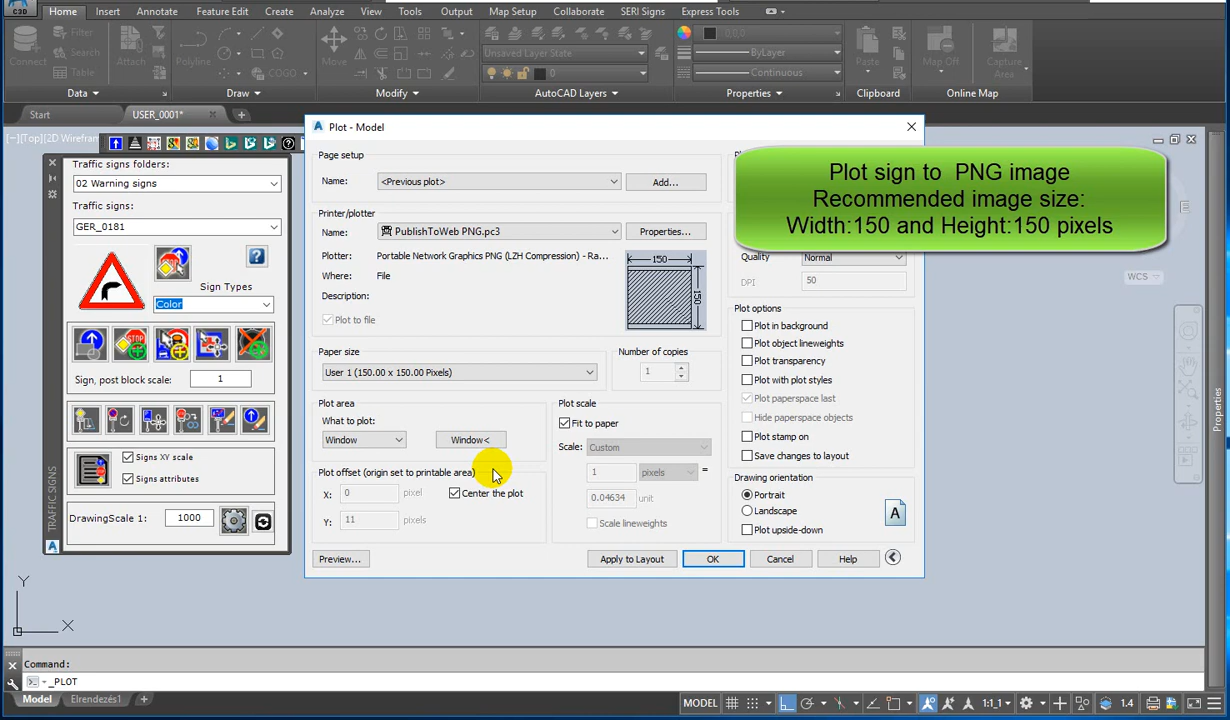 C3D
Home Insert Annotate Feature Edit Create Analyze View Tools Output Map Setup Collaborate SERI Signs Express Tools
Connect
Filter
Search
Table
Attach
Polyline
COGO
Move
Unsaved Layer State
0
0,0,0
ByLayer
Continuous
Paste
Map Off
Capture
Area
Data Draw Modify AutoCAD Layers Properties Clipboard Online Map
Start USER_0001*
[−][Top][2D Wirefram
Traffic signs folders:
02 Warning signs
Traffic signs:
GER_0181
Sign Types
Color
Sign, post block scale: 1
Signs XY scale
Signs attributes
DrawingScale 1: 1000
TRAFFIC SIGNS
Plot - Model
Page setup
Name: <Previous plot> Add...
Printer/plotter
Name: PublishToWeb PNG.pc3 Properties...
Plotter: Portable Network Graphics PNG (LZH Compression) - Ra...
Where: File
Description:
Plot to file
150
150
Paper size
User 1 (150.00 x 150.00 Pixels)
Number of copies
1
Plot area
What to plot:
Window Window<
Plot offset (origin set to printable area)
X: 0 pixel
Center the plot
Y: 11 pixels
Plot scale
Fit to paper
Scale: Custom
1 pixels =
0.04634 unit
Scale lineweights
Plot sign to PNG image
Recommended image size:
Width:150 and Height:150 pixels
Quality Normal
DPI 50
Plot options
Plot in background
Plot object lineweights
Plot transparency
Plot with plot styles
Plot paperspace last
Hide paperspace objects
Plot stamp on
Save changes to layout
Drawing orientation
Portrait
Landscape
Plot upside-down
A
Preview... Apply to Layout OK Cancel Help
WCS
Properties
Y
X
Command:
_PLOT
Model Elrendezés1
MODEL 1:1_1 1.4